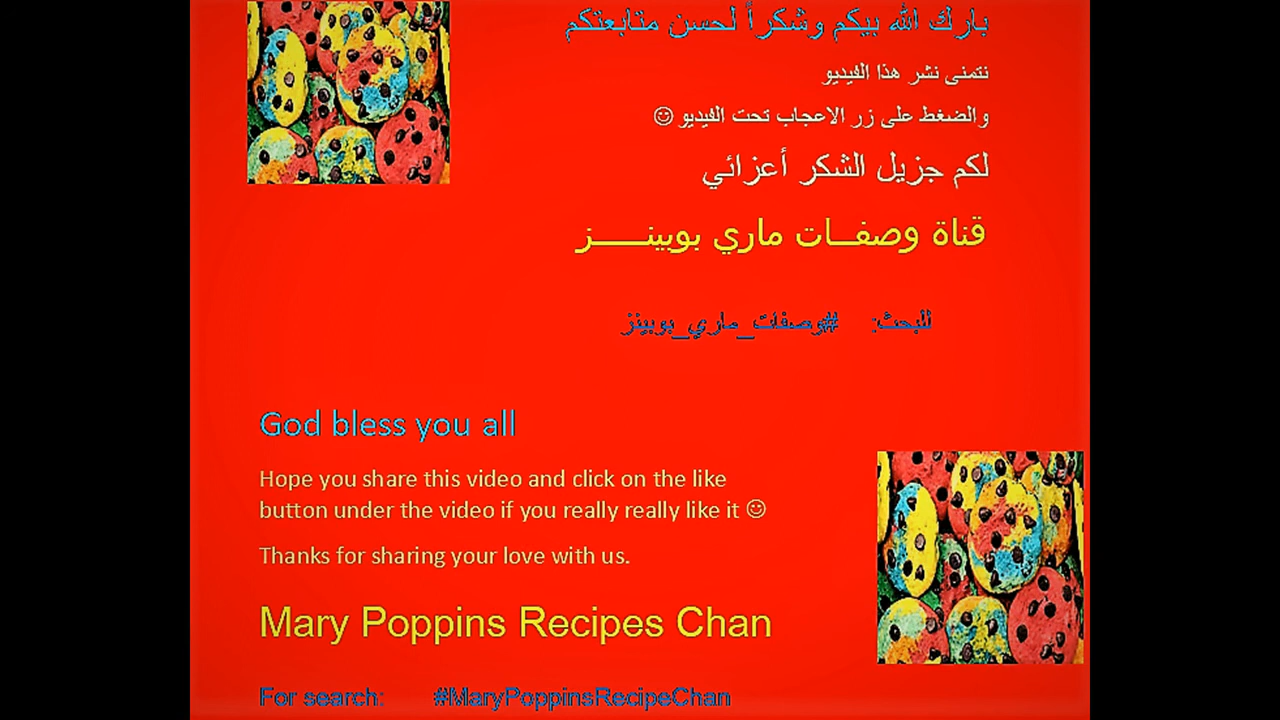 بارك الله بيكم وشكراً لحسن متابعتكم
نتمنى نشر هذا الفيديو
والضغط على زر الاعجاب تحت الفيديو ☺
لكم جزيل الشكر أعزائي
قناة وصفــات ماري بوبينـــــز
للبحث: #وصفات_ماري_بوبينز
God bless you all
Hope you share this video and click on the like
button under the video if you really really like it ☺
Thanks for sharing your love with us.
Mary Poppins Recipes Chan
For search: #MaryPoppinsRecipeChan